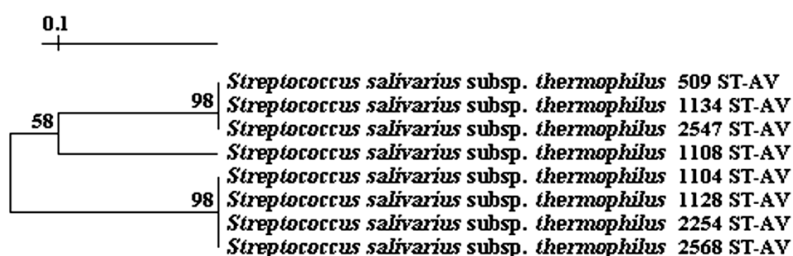 0.1
Streptococcus salivarius subsp. thermophilus 509 ST-AV
98
Streptococcus salivarius subsp. thermophilus 1134 ST-AV
58
Streptococcus salivarius subsp. thermophilus 2547 ST-AV
Streptococcus salivarius subsp. thermophilus 1108 ST-AV
Streptococcus salivarius subsp. thermophilus 1104 ST-AV
98
Streptococcus salivarius subsp. thermophilus 1128 ST-AV
Streptococcus salivarius subsp. thermophilus 2254 ST-AV
Streptococcus salivarius subsp. thermophilus 2568 ST-AV